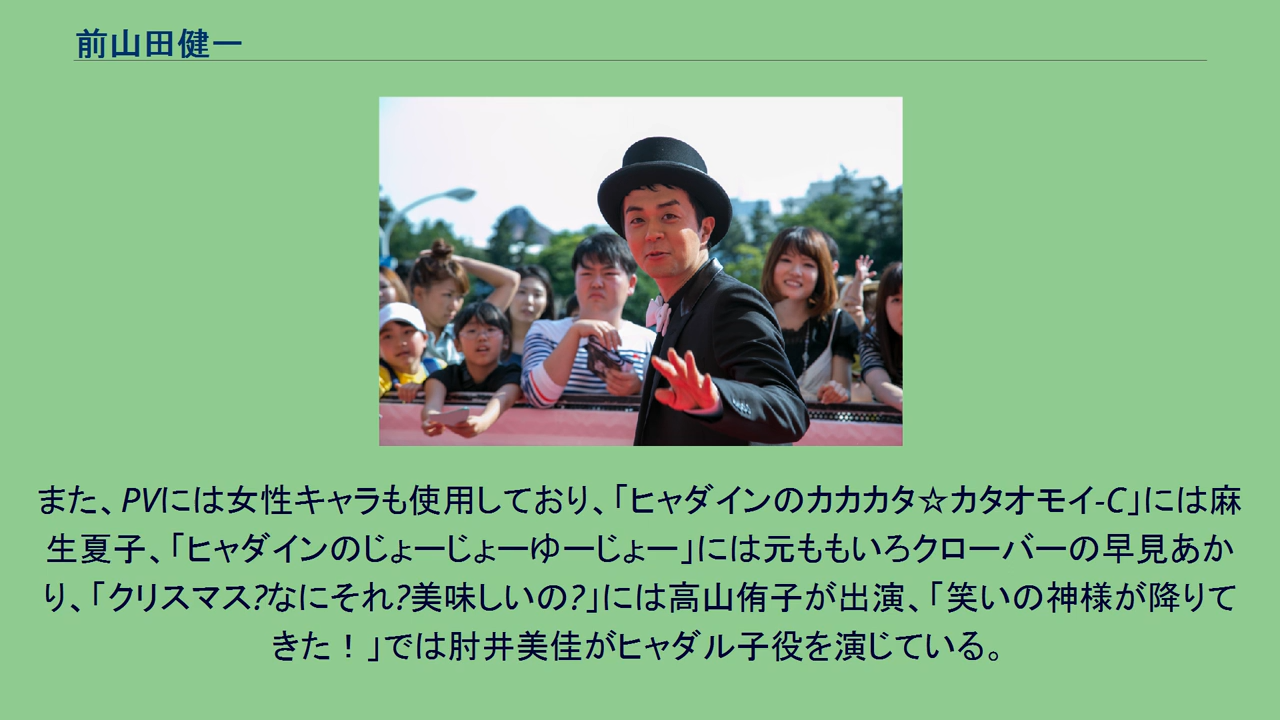 前山田健一
また、PVには女性キャラも使用しており、「ヒャダインのカカカタ☆カタオモイ-C」には麻
生夏子、「ヒャダインのじょーじょーゆーじょー」には元ももいろクローバーの早見あか
り、「クリスマス?なにそれ?美味しいの?」には高山侑子が出演、「笑いの神様が降りて
きた！」では肘井美佳がヒャダル子役を演じている。